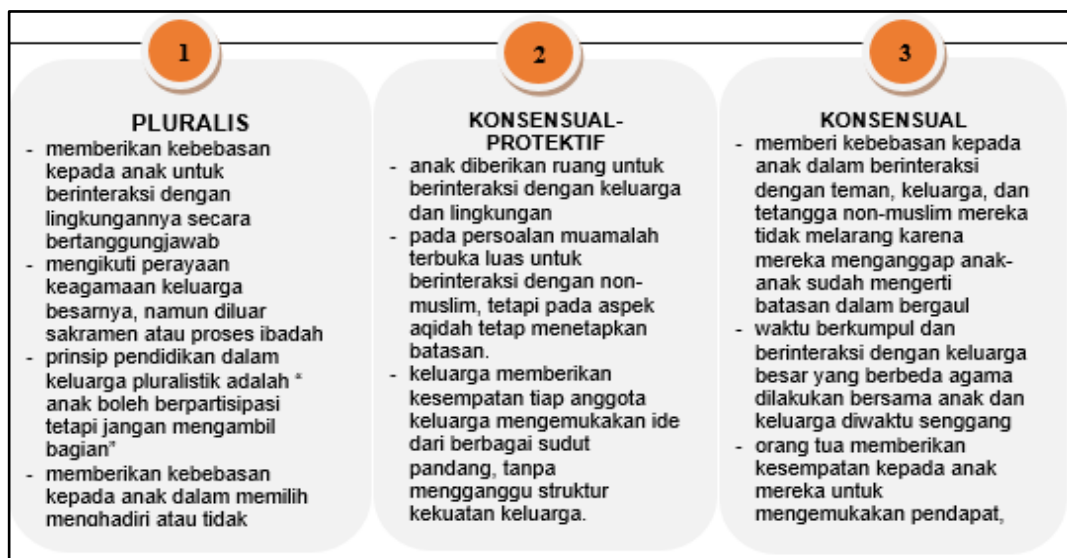 1
PLURALIS
- memberikan kebebasan
kepada anak untuk
berinteraksi dengan
lingkungannya secara
bertanggungjawab
- mengikuti perayaan
keagamaan keluarga
besarnya, namun diluar
sakramen atau proses ibadah
- prinsip pendidikan dalam
keluarga pluralistik adalah “
anak boleh berpartisipasi
tetapi jangan mengambil
bagian”
- memberikan kebebasan
kepada anak dalam memilih
menghadiri atau tidak
2
KONSENSUAL-
PROTEKTIF
- anak diberikan ruang untuk
berinteraksi dengan keluarga
dan lingkungan
- pada persoalan muamalah
terbuka luas untuk
berinteraksi dengan non-
muslim, tetapi pada aspek
aqidah tetap menetapkan
batasan.
- keluarga memberikan
kesempatan tiap anggota
keluarga mengemukakan ide
dari berbagai sudut
pandang, tanpa
mengganggu struktur
kekuatan keluarga.
3
KONSENSUAL
- memberi kebebasan kepada
anak dalam berinteraksi
dengan teman, keluarga, dan
tetangga non-muslim mereka
tidak melarang karena
mereka menganggap anak-
anak sudah mengerti
batasan dalam bergaul
- waktu berkumpul dan
berinteraksi dengan keluarga
besar yang berbeda agama
dilakukan bersama anak dan
keluarga diwaktu senggang
- orang tua memberikan
kesempatan kepada anak
mereka untuk
mengemukakan pendapat,